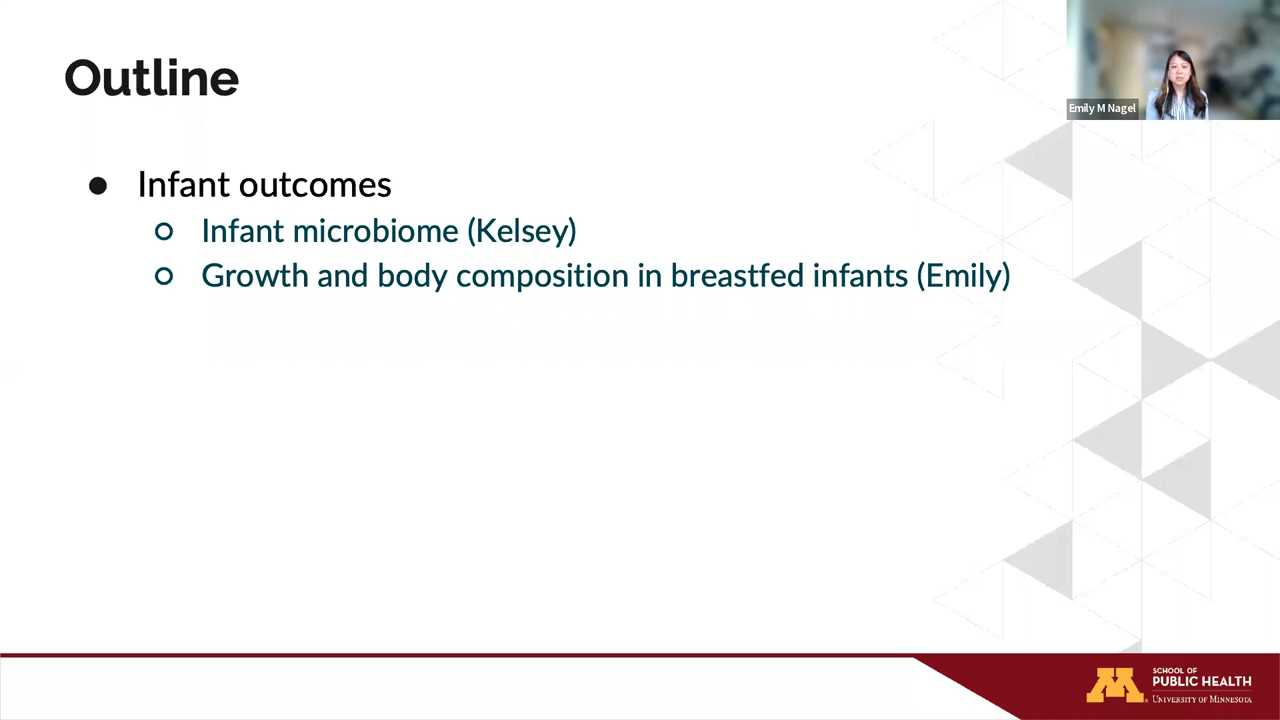 Outline
Emily M Nagel
● Infant outcomes
○ Infant microbiome (Kelsey)
○ Growth and body composition in breastfed infants (Emily)
M
SCHOOL OF
PUBLIC HEALTH
UNIVERSITY OF MINNESOTA